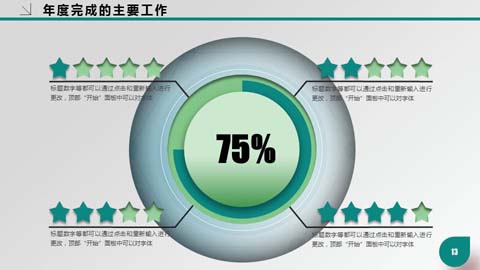 年度完成的主要工作
标题数字等都可以通过点击和重新输入进行
更改，顶部“开始”面板中可以对字体
标题数字等都可以通过点击和重新输入进行
更改，顶部“开始”面板中可以对字体
75%
标题数字等都可以通过点击和重新输入进行
更改，顶部“开始”面板中可以对字体
标题数字等都可以通过点击和重新输入进行
更改，顶部“开始”面板中可以对字体
13